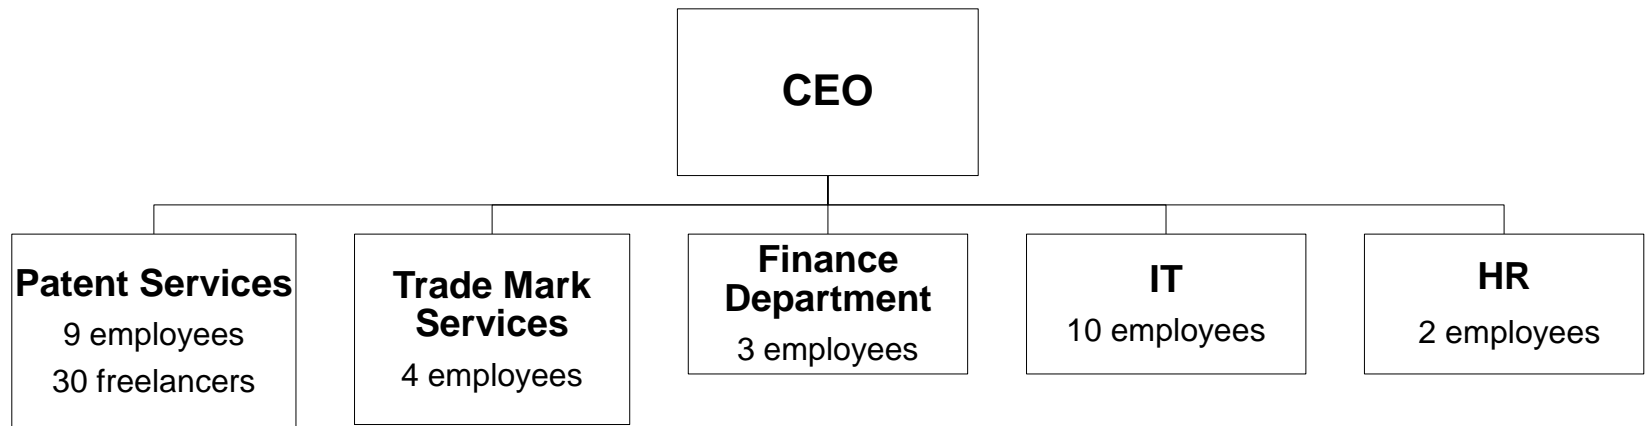 CEO
Patent Services
9 employees
30 freelancers
Trade Mark
Services
4 employees
Finance
Department
3 employees
IT
10 employees
HR
2 employees